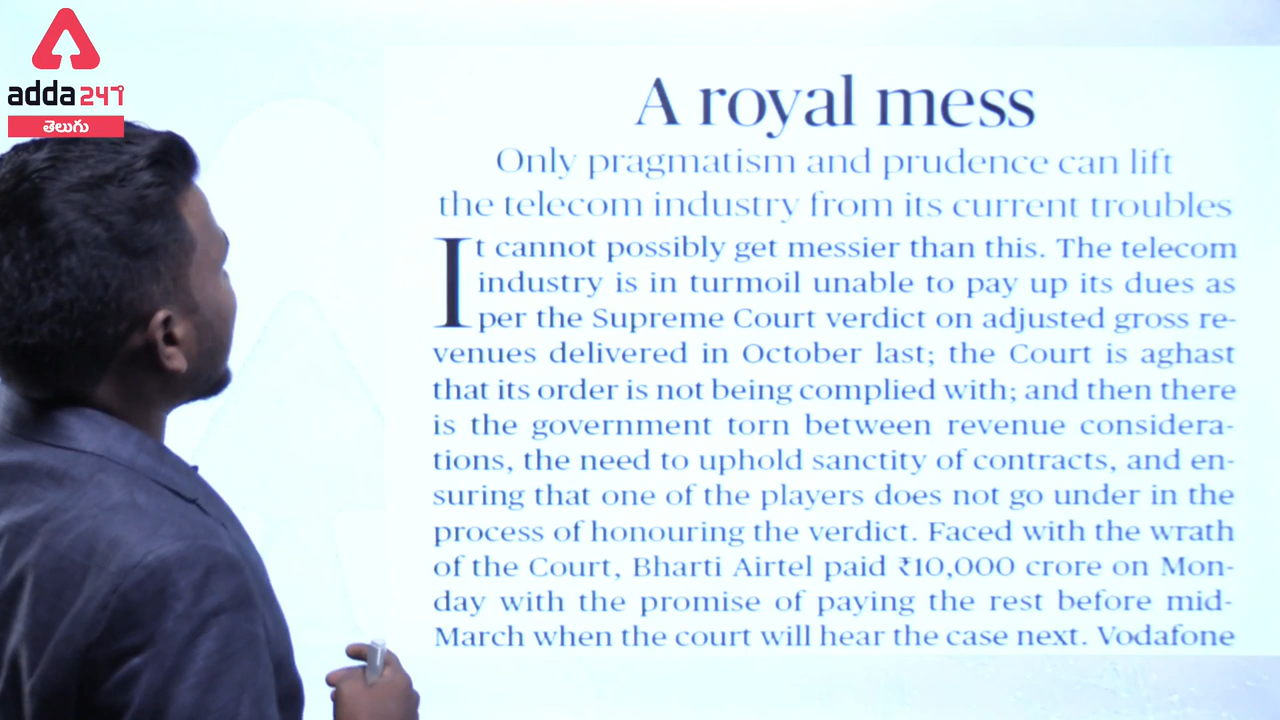 adda247
తెలుగు
A royal mess
Only pragmatism and prudence can lift
the telecom industry from its current troubles
It cannot possibly get messier than this. The telecom
industry is in turmoil unable to pay up its dues as
per the Supreme Court verdict on adjusted gross re-
venues delivered in October last; the Court is aghast
that its order is not being complied with; and then there
is the government torn between revenue considera-
tions, the need to uphold sanctity of contracts, and en-
suring that one of the players does not go under in the
process of honouring the verdict. Faced with the wrath
of the Court, Bharti Airtel paid ₹10,000 crore on Mon-
day with the promise of paying the rest before mid-
March when the court will hear the case next. Vodafone